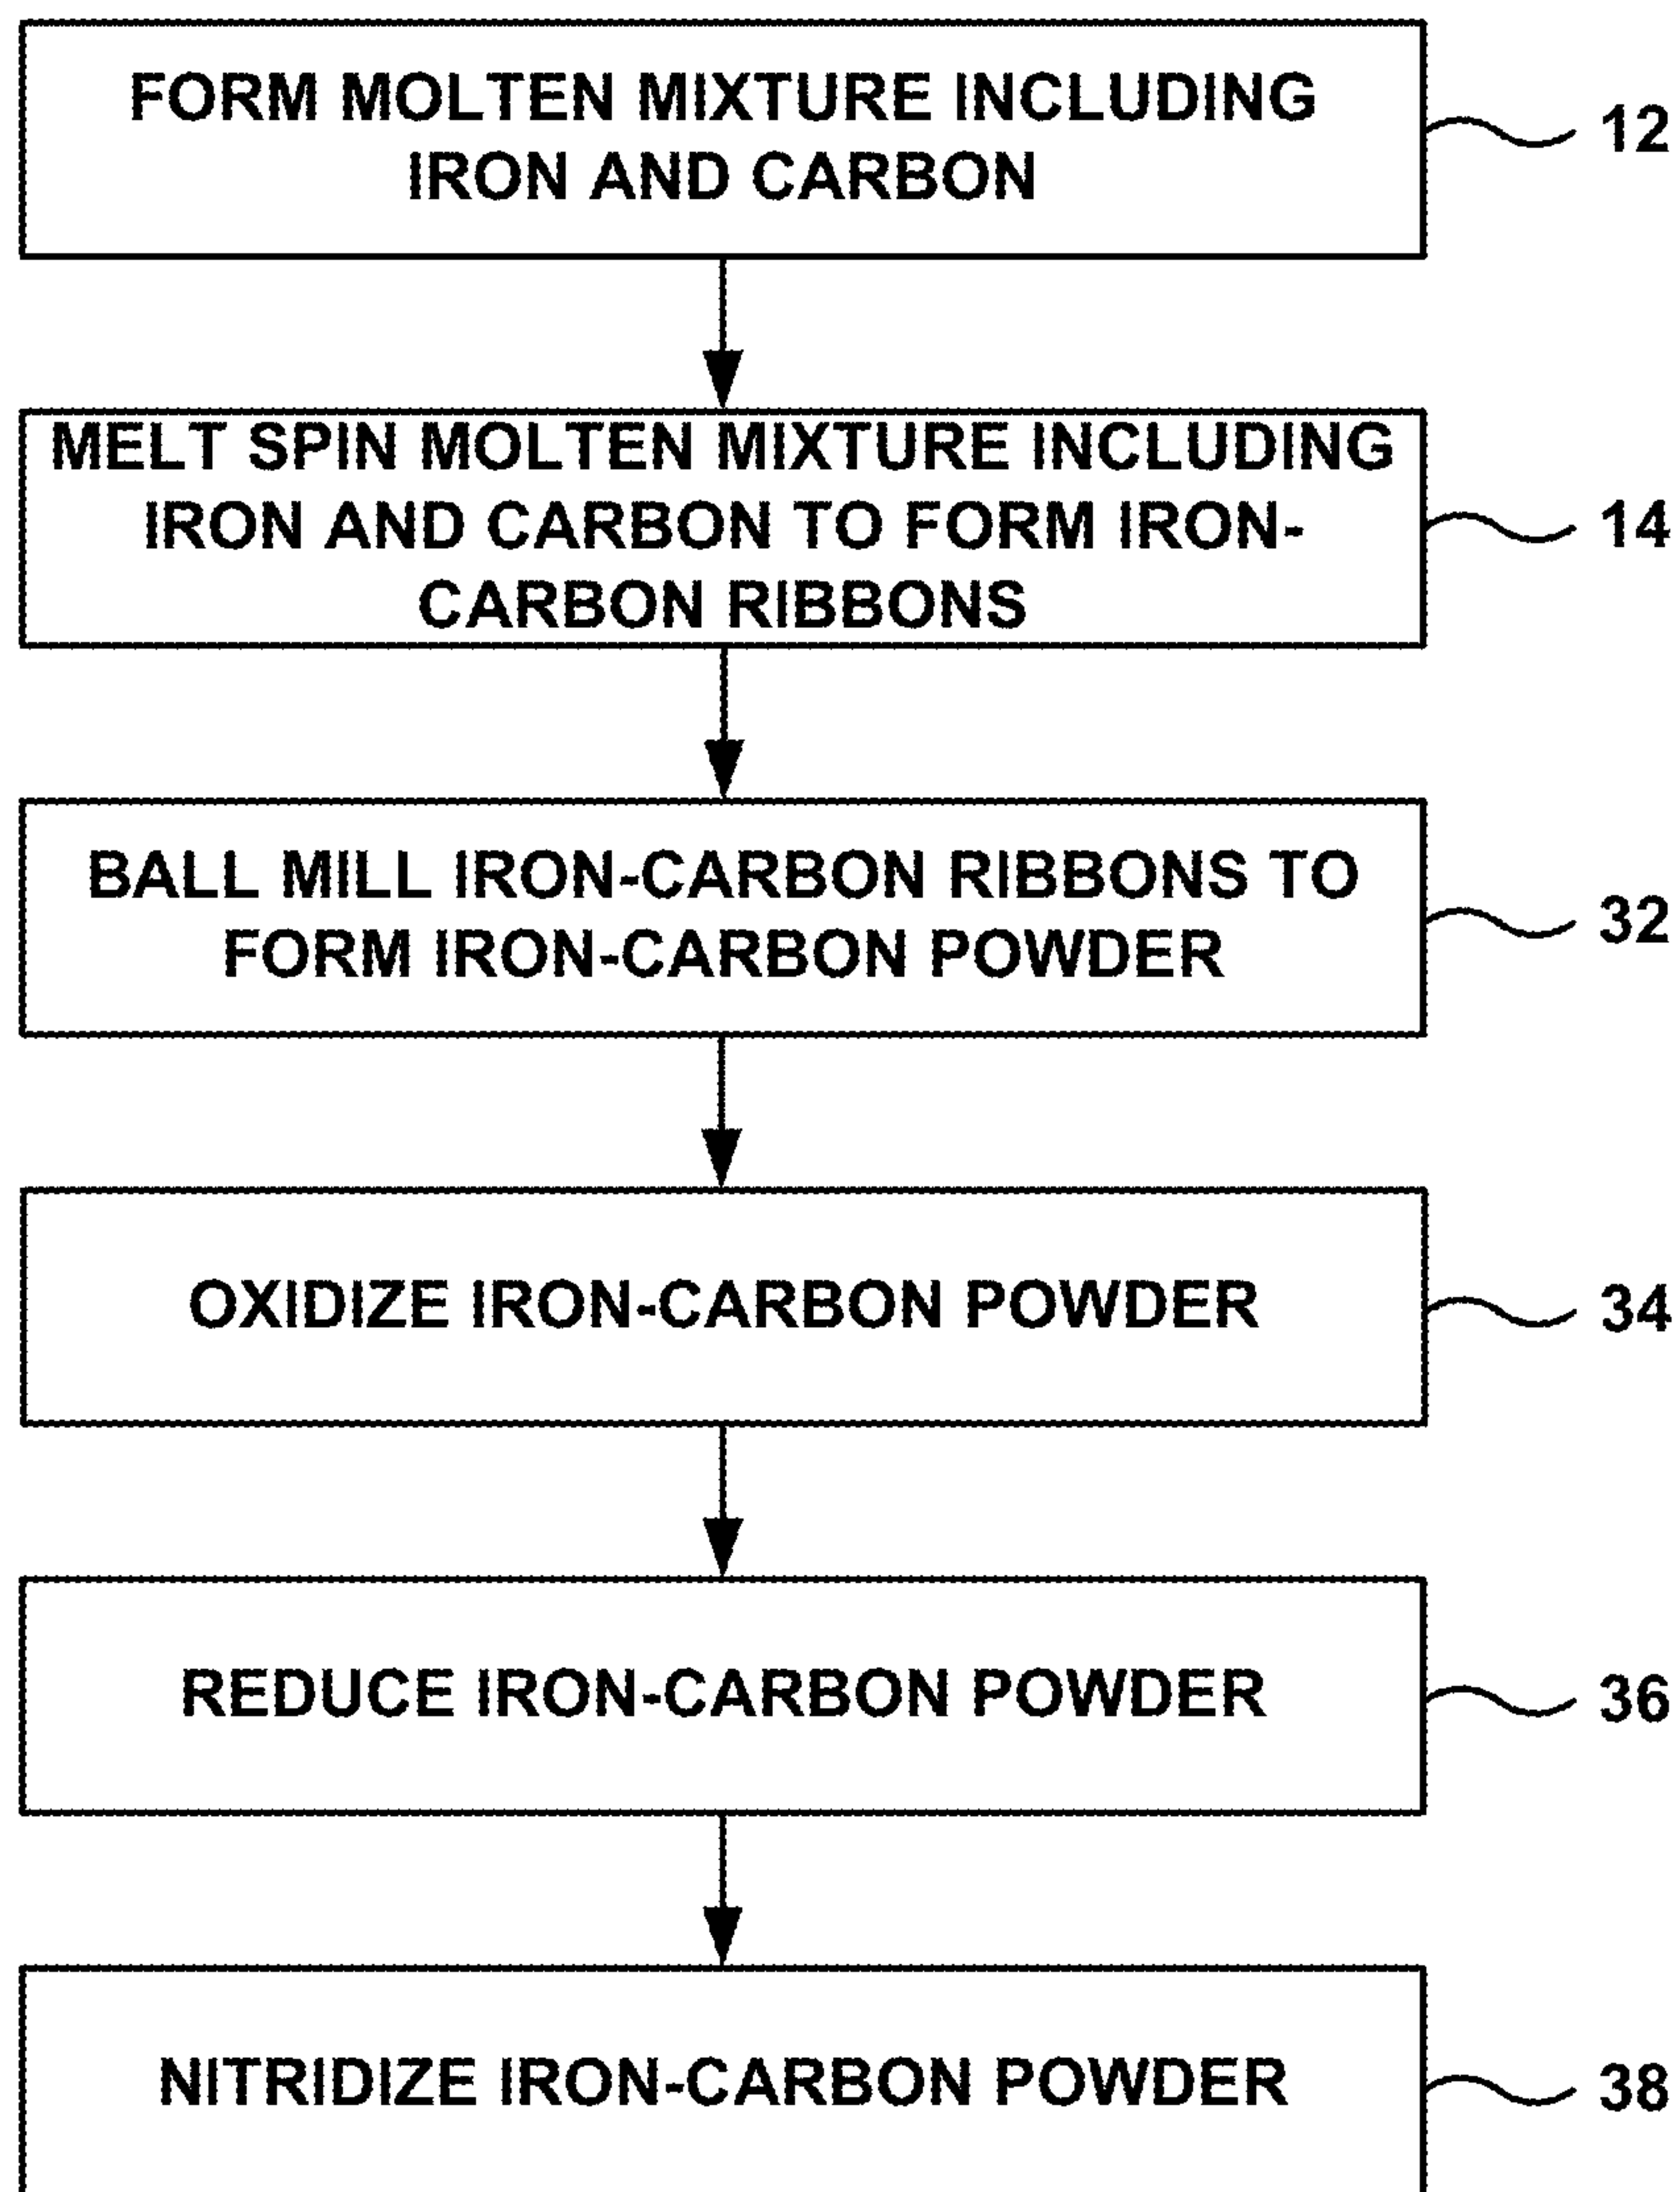 FORM MOLTEN MIXTURE INCLUDING
IRON AND CARBON
12
MELT SPIN MOLTEN MIXTURE INCLUDING
IRON AND CARBON TO FORM IRON-
CARBON RIBBONS
14
BALL MILL IRON-CARBON RIBBONS TO
FORM IRON-CARBON POWDER
32
OXIDIZE IRON-CARBON POWDER
34
REDUCE IRON-CARBON POWDER
36
NITRIDIZE IRON-CARBON POWDER
38